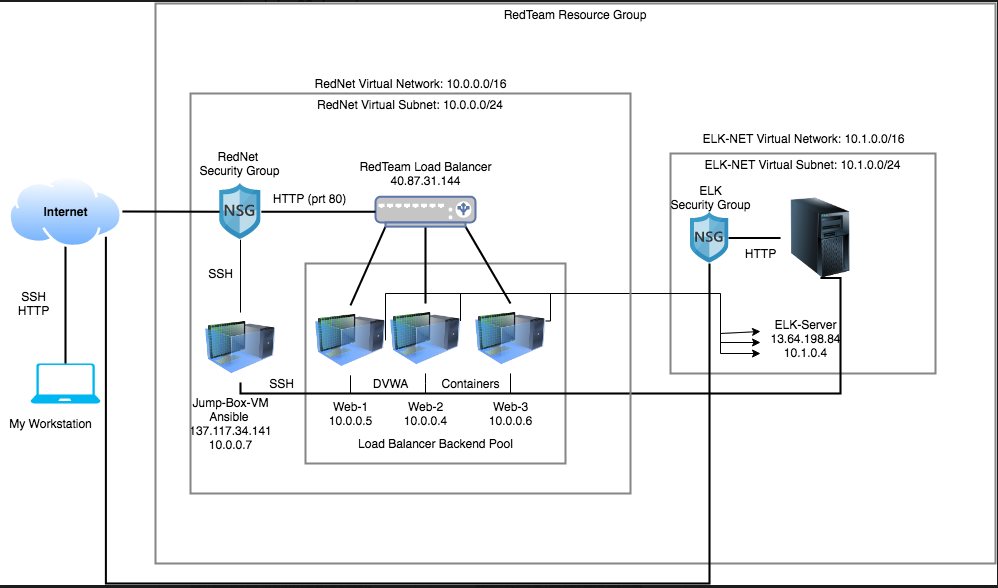 RedTeam Resource Group
RedNet Virtual Network: 10.0.0.0/16
RedNet Virtual Subnet: 10.0.0.0/24
ELK-NET Virtual Network: 10.1.0.0/16
ELK-NET Virtual Subnet: 10.1.0.0/24
RedNet
Security Group
NSG
HTTP (prt 80)
RedTeam Load Balancer
40.87.31.144
ELK
Security Group
NSG
HTTP
Internet
SSH
SSH
HTTP
My Workstation
ELK-Server
13.64.198.84
10.1.0.4
SSH
DVWA
Containers
Jump-Box-VM
Ansible
137.117.34.141
10.0.0.7
Web-1
10.0.0.5
Web-2
10.0.0.4
Web-3
10.0.0.6
Load Balancer Backend Pool